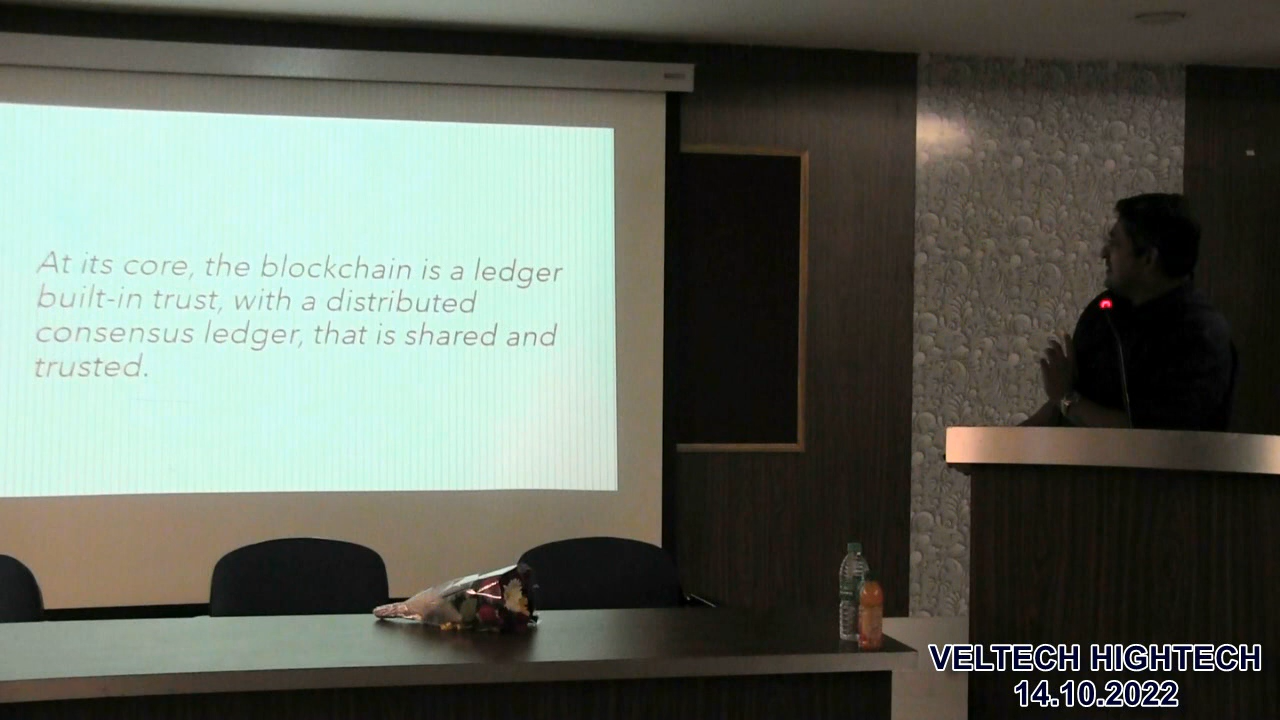 At its core, the blockchain is a ledger
built-in trust, with a distributed
consensus ledger, that is shared and
trusted.
VELTECH HIGHTECH
14.10.2022